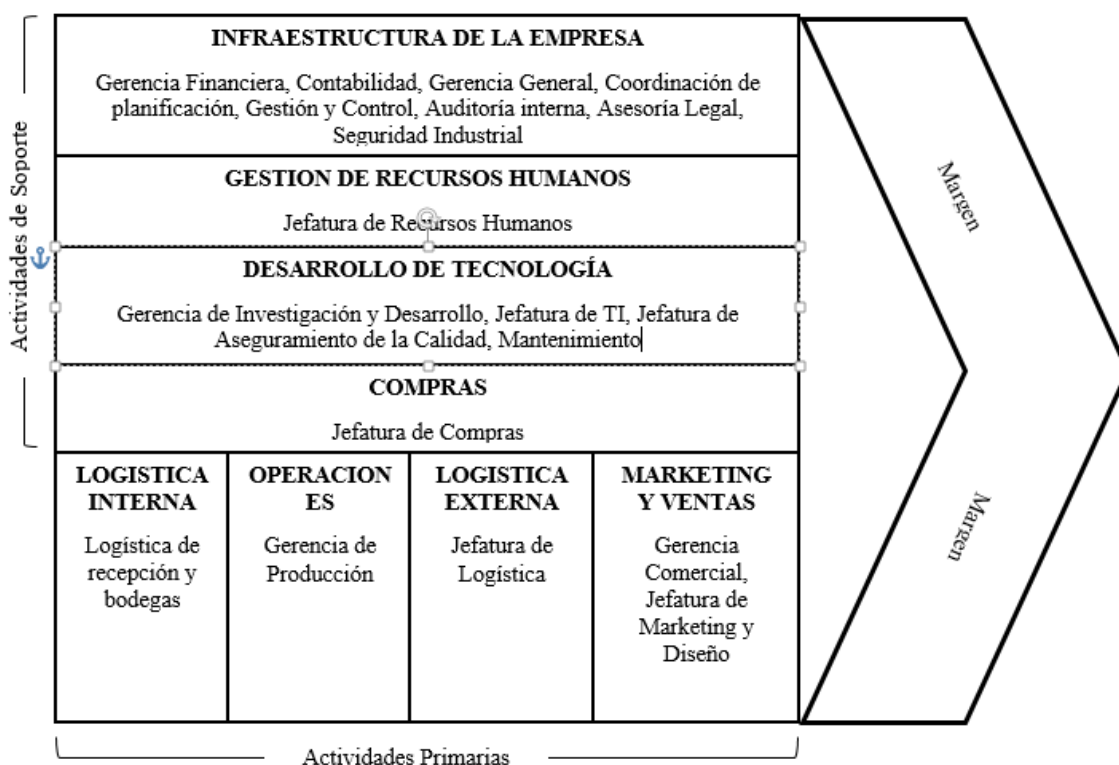 INFRAESTRUCTURA DE LA EMPRESA
Gerencia Financiera, Contabilidad, Gerencia General, Coordinación de
planificación, Gestión y Control, Auditoría interna, Asesoría Legal,
Seguridad Industrial
GESTION DE RECURSOS HUMANOS
Jefatura de Recursos Humanos
DESARROLLO DE TECNOLOGÍA
Gerencia de Investigación y Desarrollo, Jefatura de TI, Jefatura de
Aseguramiento de la Calidad, Mantenimiento
COMPRAS
Jefatura de Compras
Actividades de Soporte
LOGISTICA
INTERNA
Logística de
recepción y
bodegas
OPERACION
ES
Gerencia de
Producción
LOGISTICA
EXTERNA
Jefatura de
Logística
MARKETING
Y VENTAS
Gerencia
Comercial,
Jefatura de
Marketing y
Diseño
Actividades Primarias
Margen
Margen